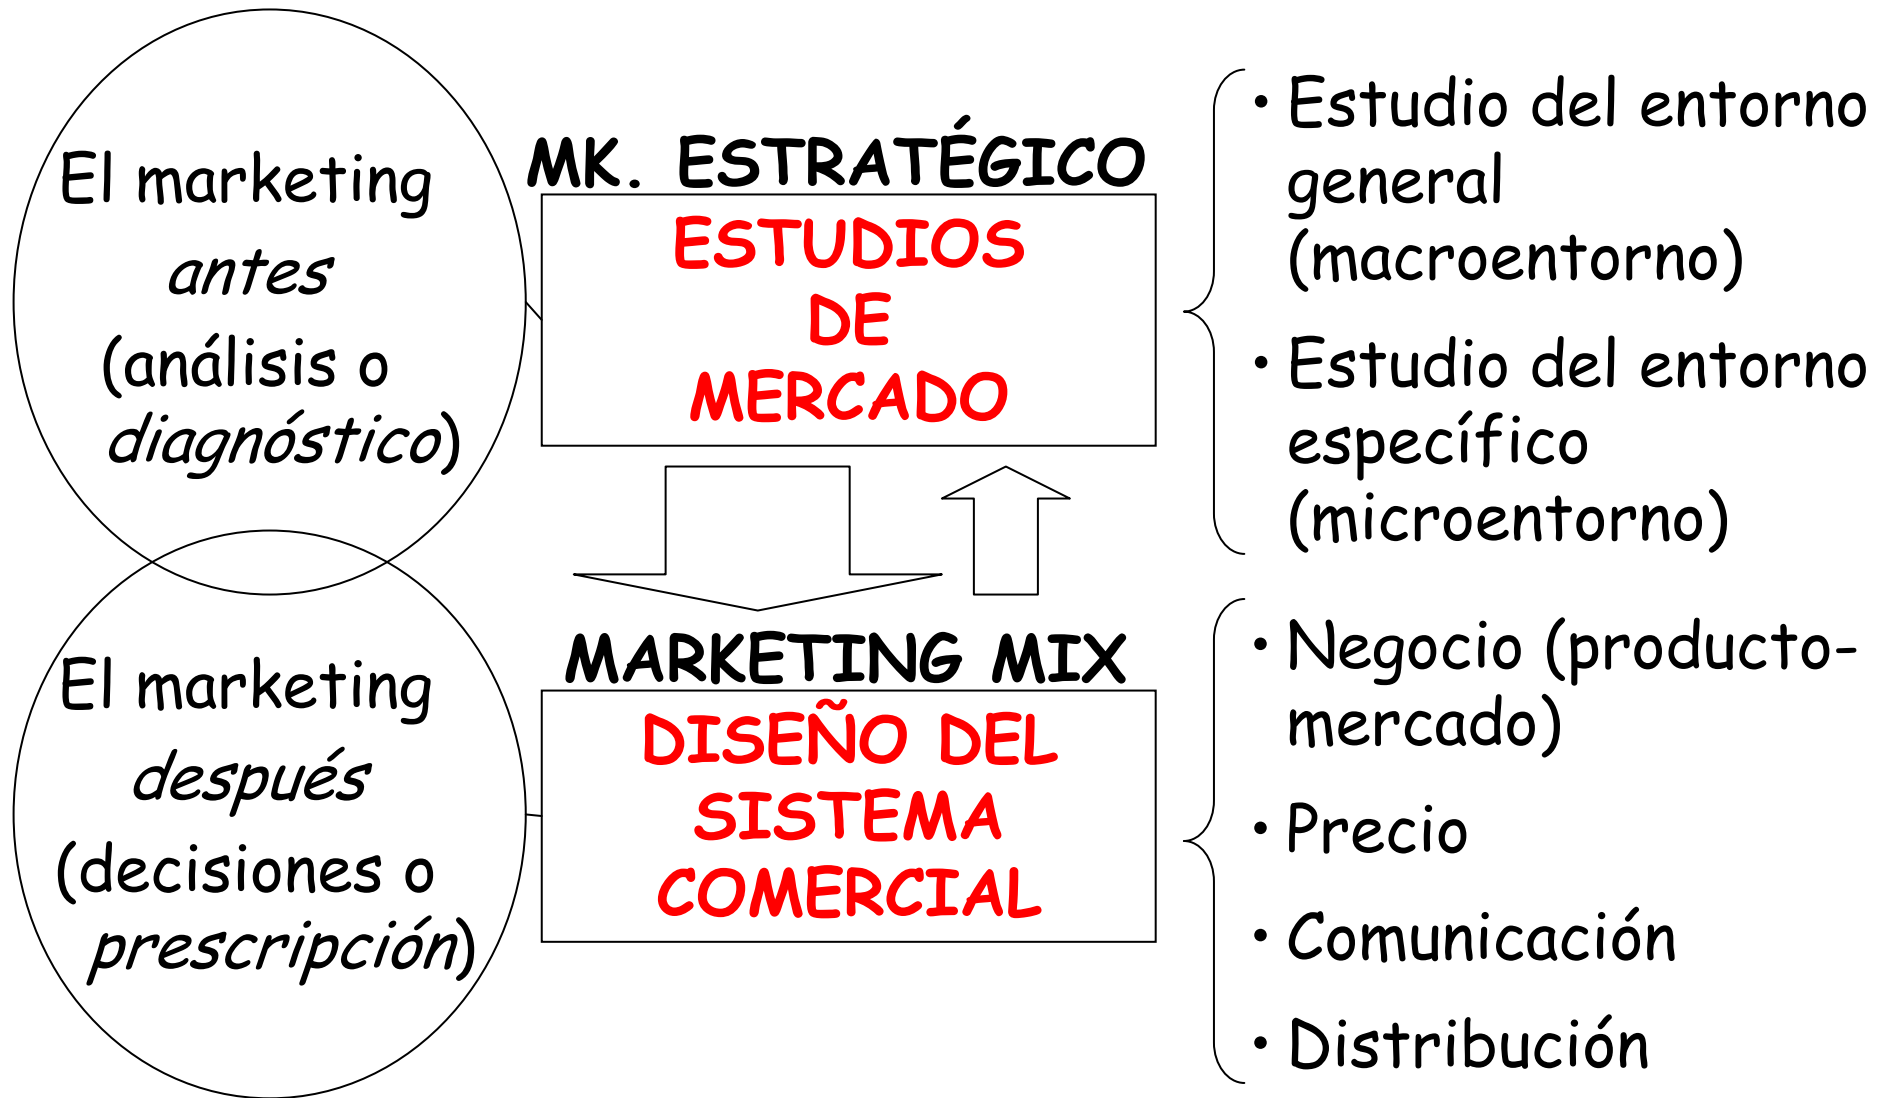 El marketing
antes
(análisis o
diagnóstico)
MK. ESTRATÉGICO
ESTUDIOS
DE
MERCADO
• Estudio del entorno
general
(macroentorno)
• Estudio del entorno
específico
(microentorno)
El marketing
después
(decisiones o
prescripción)
MARKETING MIX
DISEÑO DEL
SISTEMA
COMERCIAL
• Negocio (producto-
mercado)
• Precio
• Comunicación
• Distribución